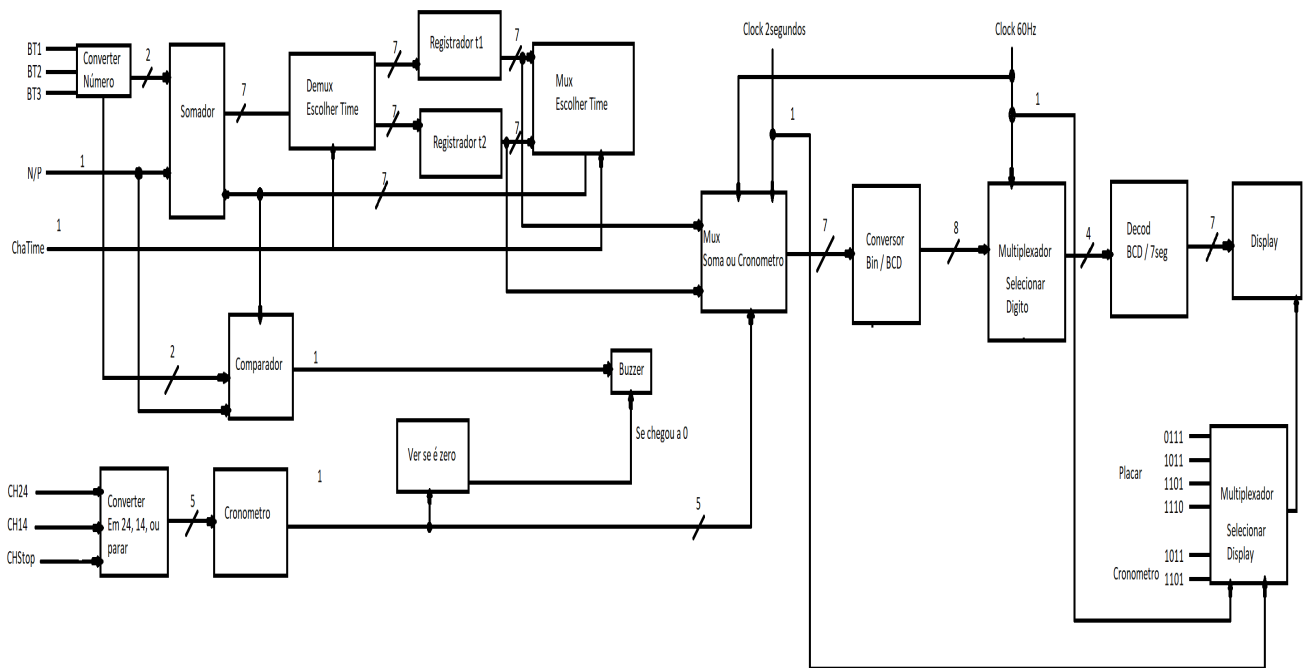 BT1
BT2
BT3
Converter
Número
2
Somador
7
Demux
Escolher Time
7
7
Registrador t1
Registrador t2
7
7
Mux
Escolher Time
N/P
1
7
ChaTime
1
Clock 2segundos
Clock 60Hz
1
1
Mux
Soma ou Cronometro
7
Conversor
Bin / BCD
8
Multiplexador
Selecionar
Digito
4
Decod
BCD / 7seg
7
Display
2
Comparador
1
Buzzer
Se chegou a 0
Ver se é zero
CH24
CH14
CHStop
Converter
Em 24, 14, ou
parar
5
Cronometro
1
5
Placar
0111
1011
1101
1110
Cronometro
1011
1101
Multiplexador
Selecionar
Display